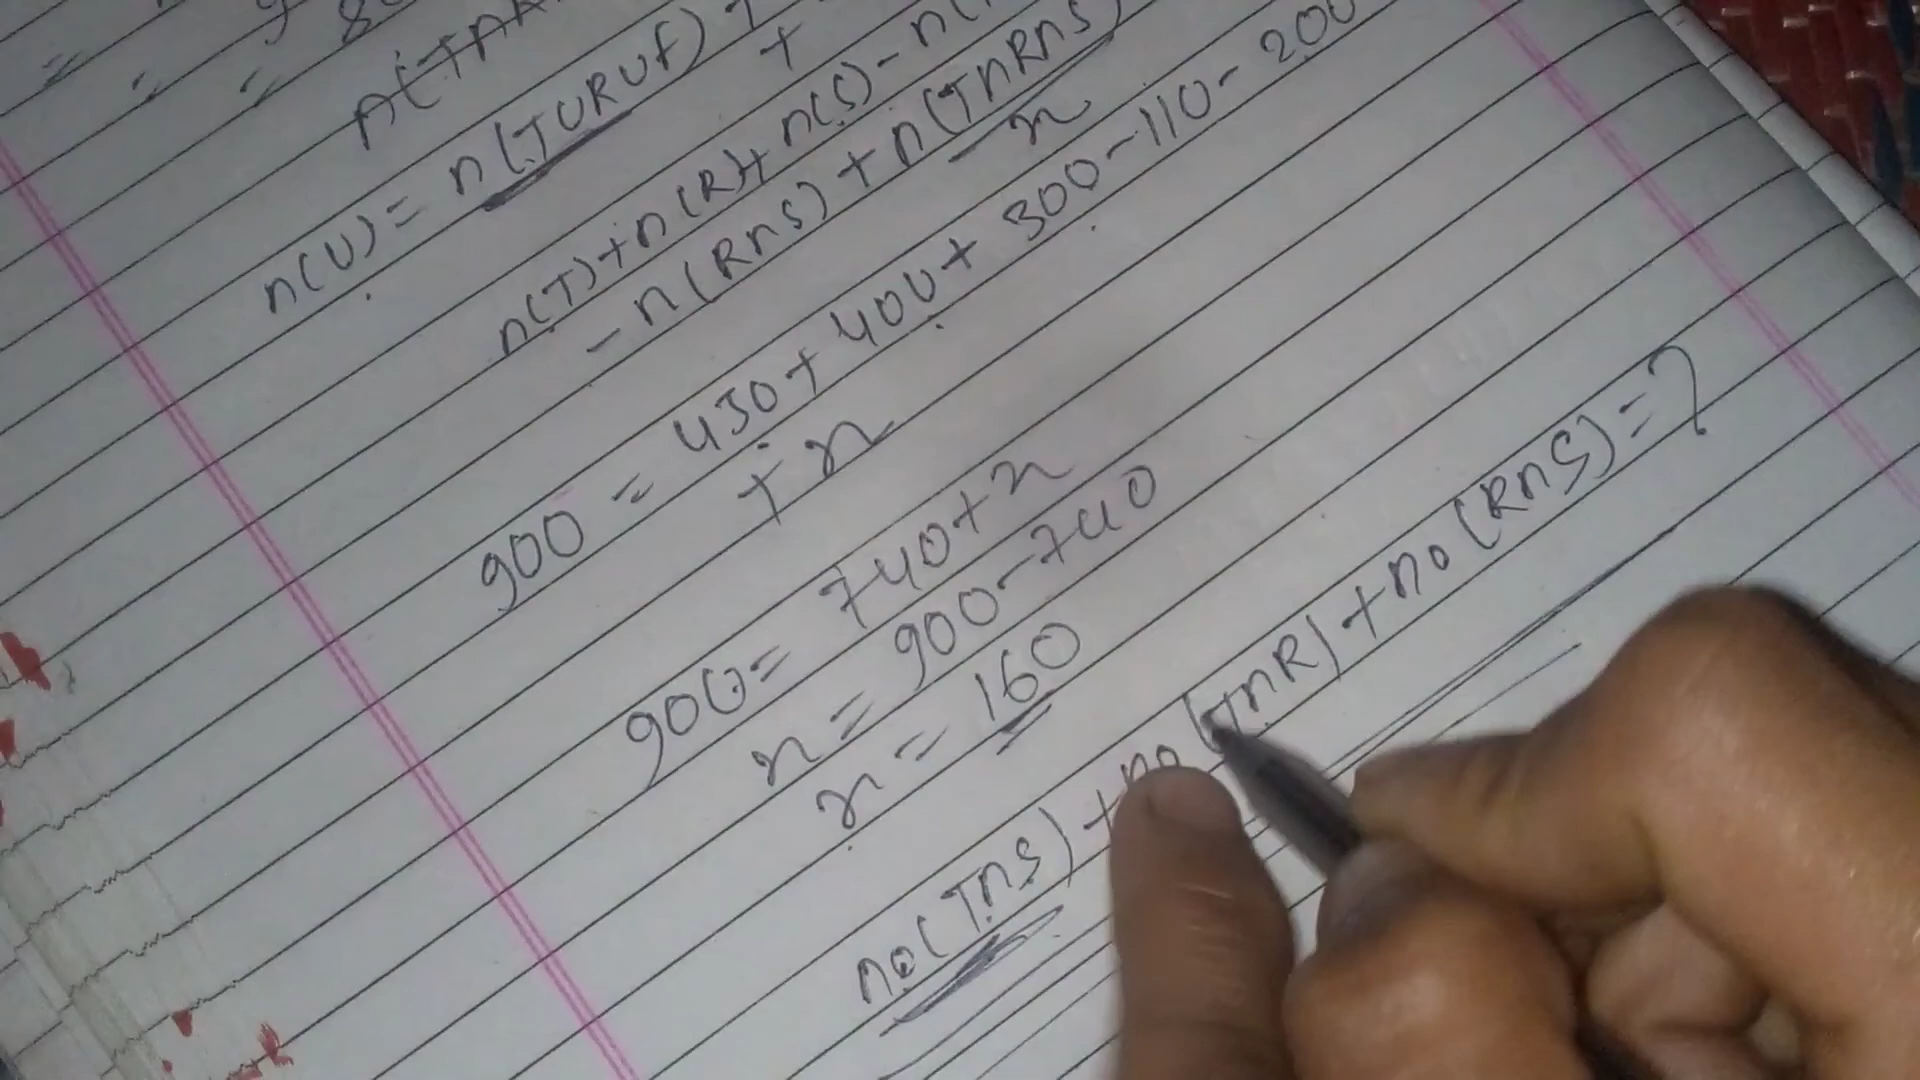 n(U) = n(TURUF) +
n(T)+n(R)+n(S)-n(
-n(RnS)+n(TnRnS)
n
900 = 450+400+300-110-200
+n
900= 740+n
n = 900-740
n = 160
no(TnS)+no(TnR)+no(RnS)=?